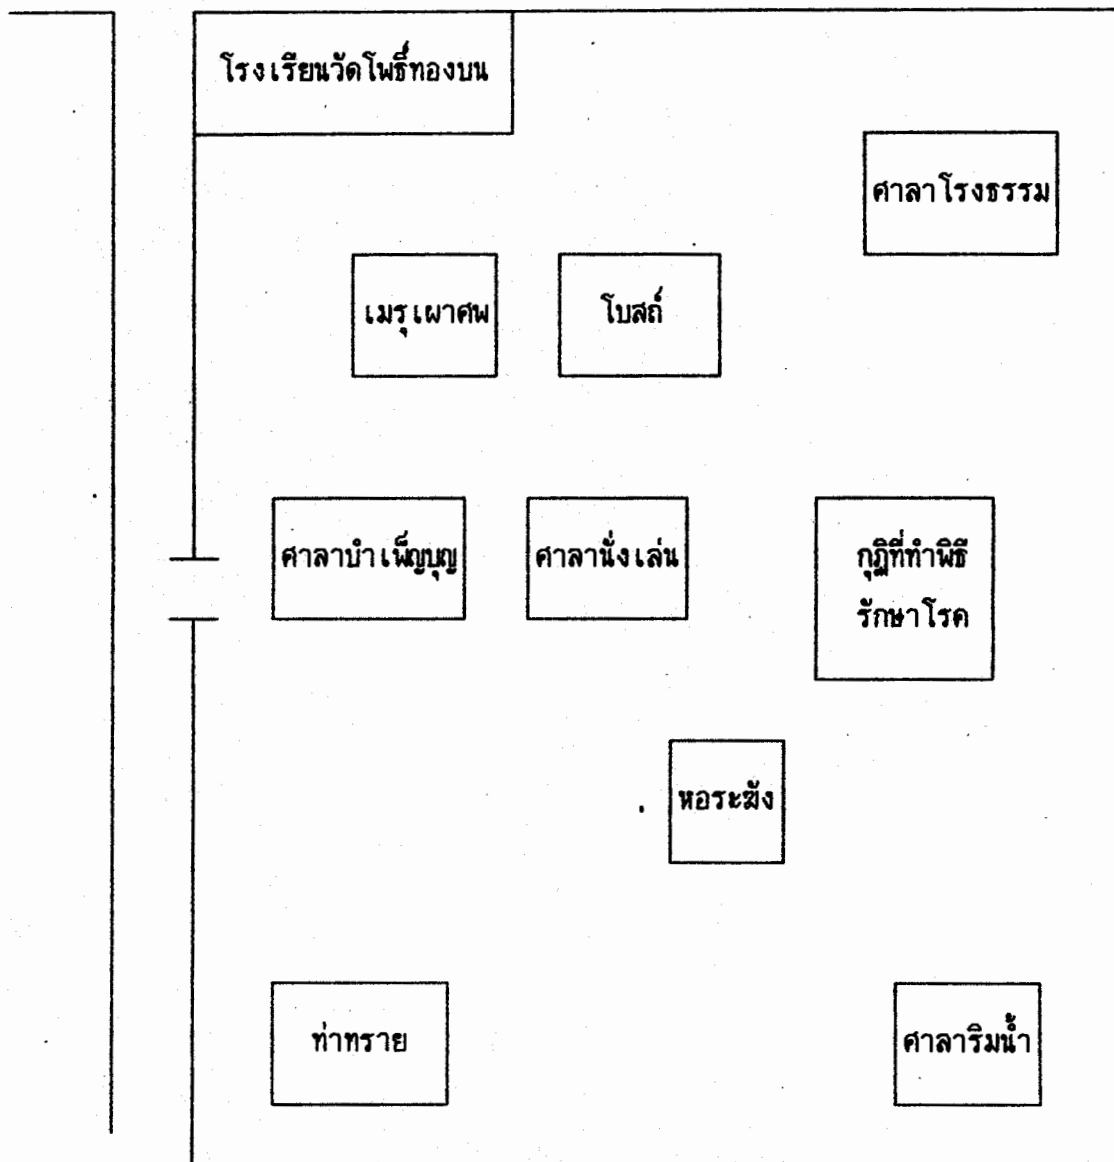 โรงเรียนวัดโพธิ์ทองบน
ศาลาโรงธรรม
เมรุเผาศพ
โบสถ์
ศาลาบำเพ็ญบุญ
ศาลานั่งเล่น
กุฏิที่ทำพิธี
รักษาโรค
หอระฆัง
ท่าทราย
ศาลาริมน้ำ